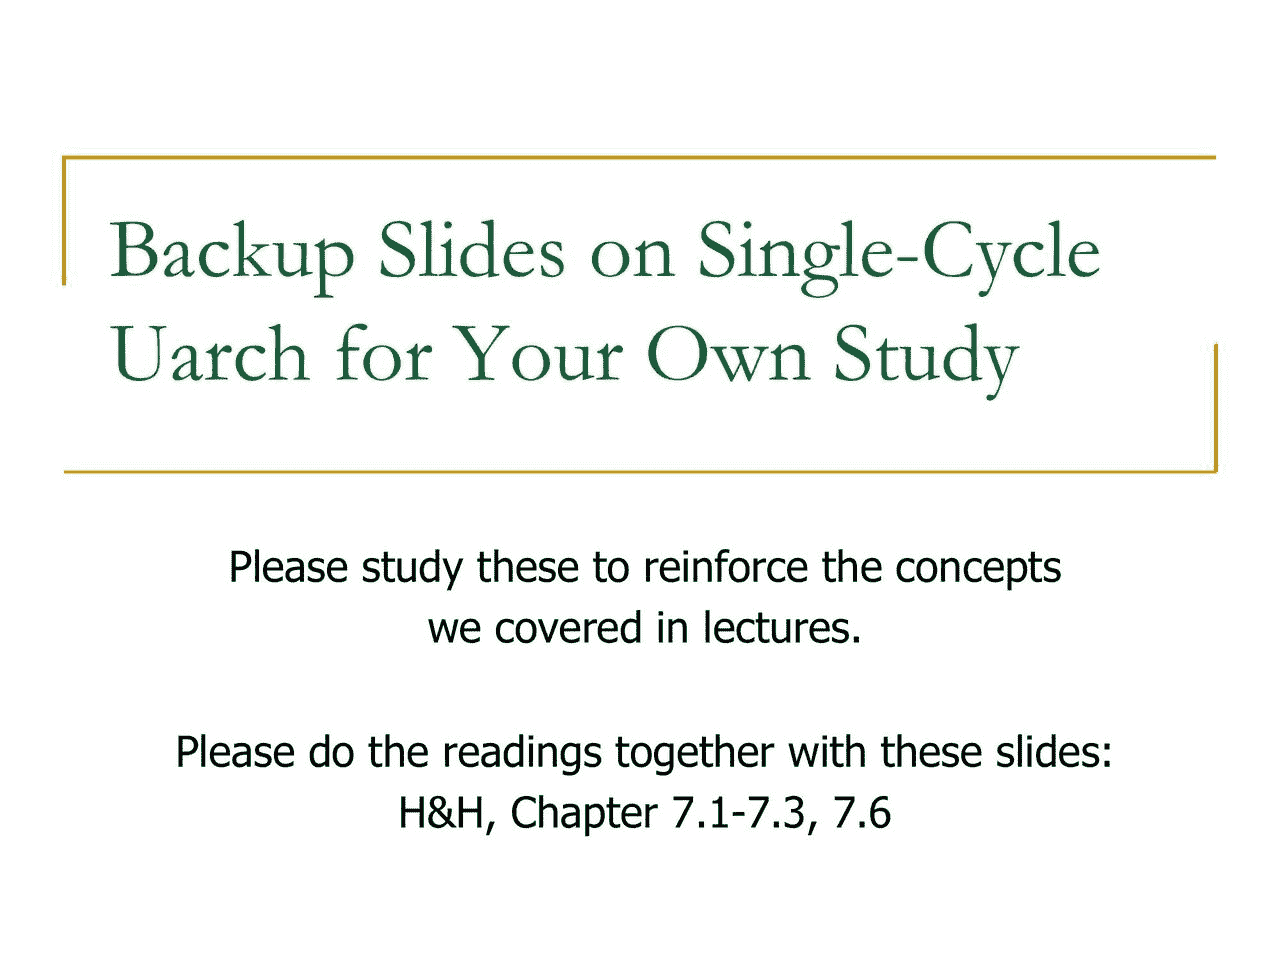 Backup Slides on Single-Cycle
Uarch for Your Own Study
Please study these to reinforce the concepts
we covered in lectures.
Please do the readings together with these slides:
H&H, Chapter 7.1-7.3, 7.6